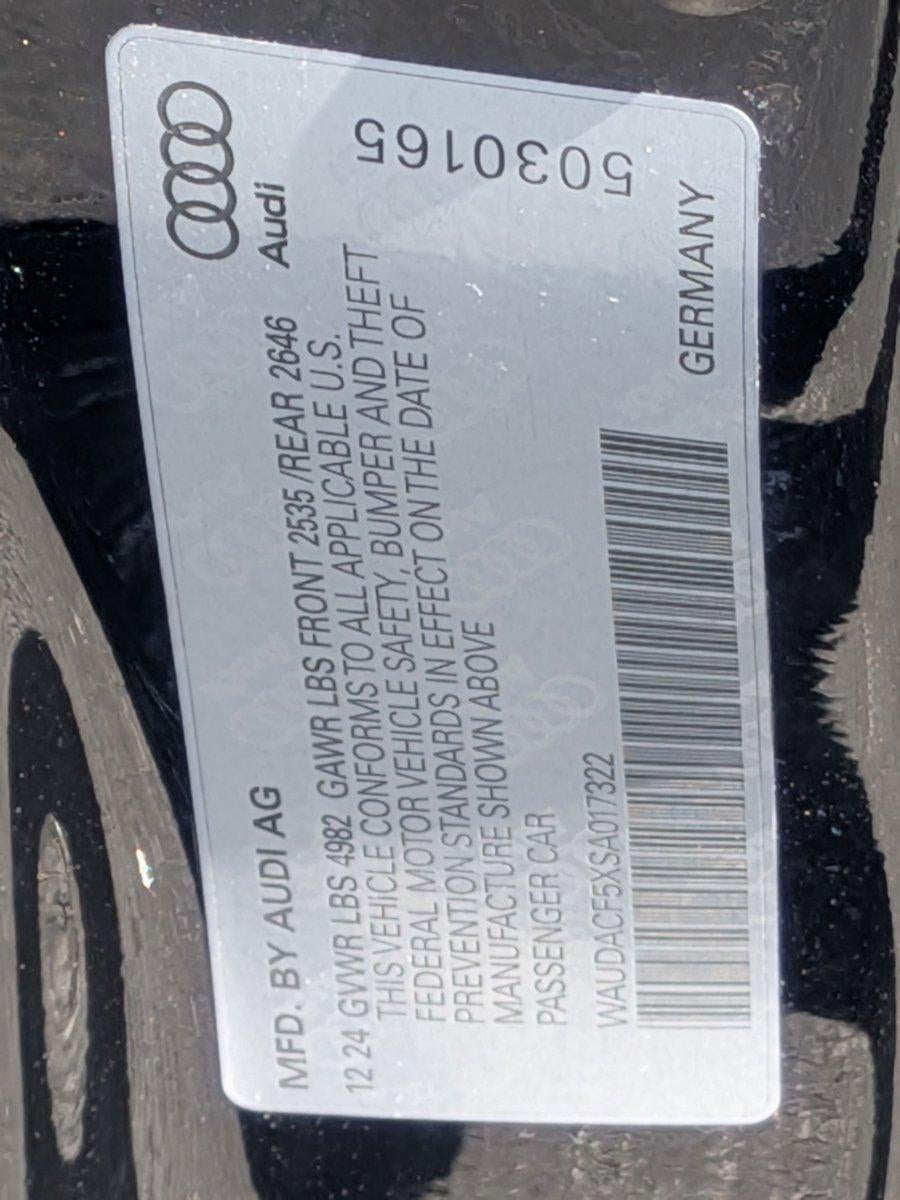 Audi
MFD. BY AUDI AG
12 24 GVWR LBS 4982 GAWR LBS FRONT 2535 /REAR 2646
THIS VEHICLE CONFORMS TO ALL APPLICABLE U.S.
FEDERAL MOTOR VEHICLE SAFETY, BUMPER AND THEFT
PREVENTION STANDARDS IN EFFECT ON THE DATE OF
MANUFACTURE SHOWN ABOVE
PASSENGER CAR
WAUDACF5XSA017322
GERMANY
5030165